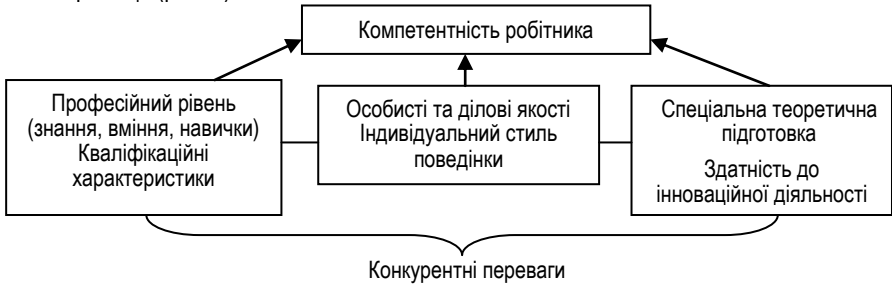 Компетентність робітника
Професійний рівень
(знання, вміння, навички)
Кваліфікаційні
характеристики
Особисті та ділові якості
Індивідуальний стиль
поведінки
Спеціальна теоретична
підготовка
Здатність до
інноваційної діяльності
Конкурентні переваги